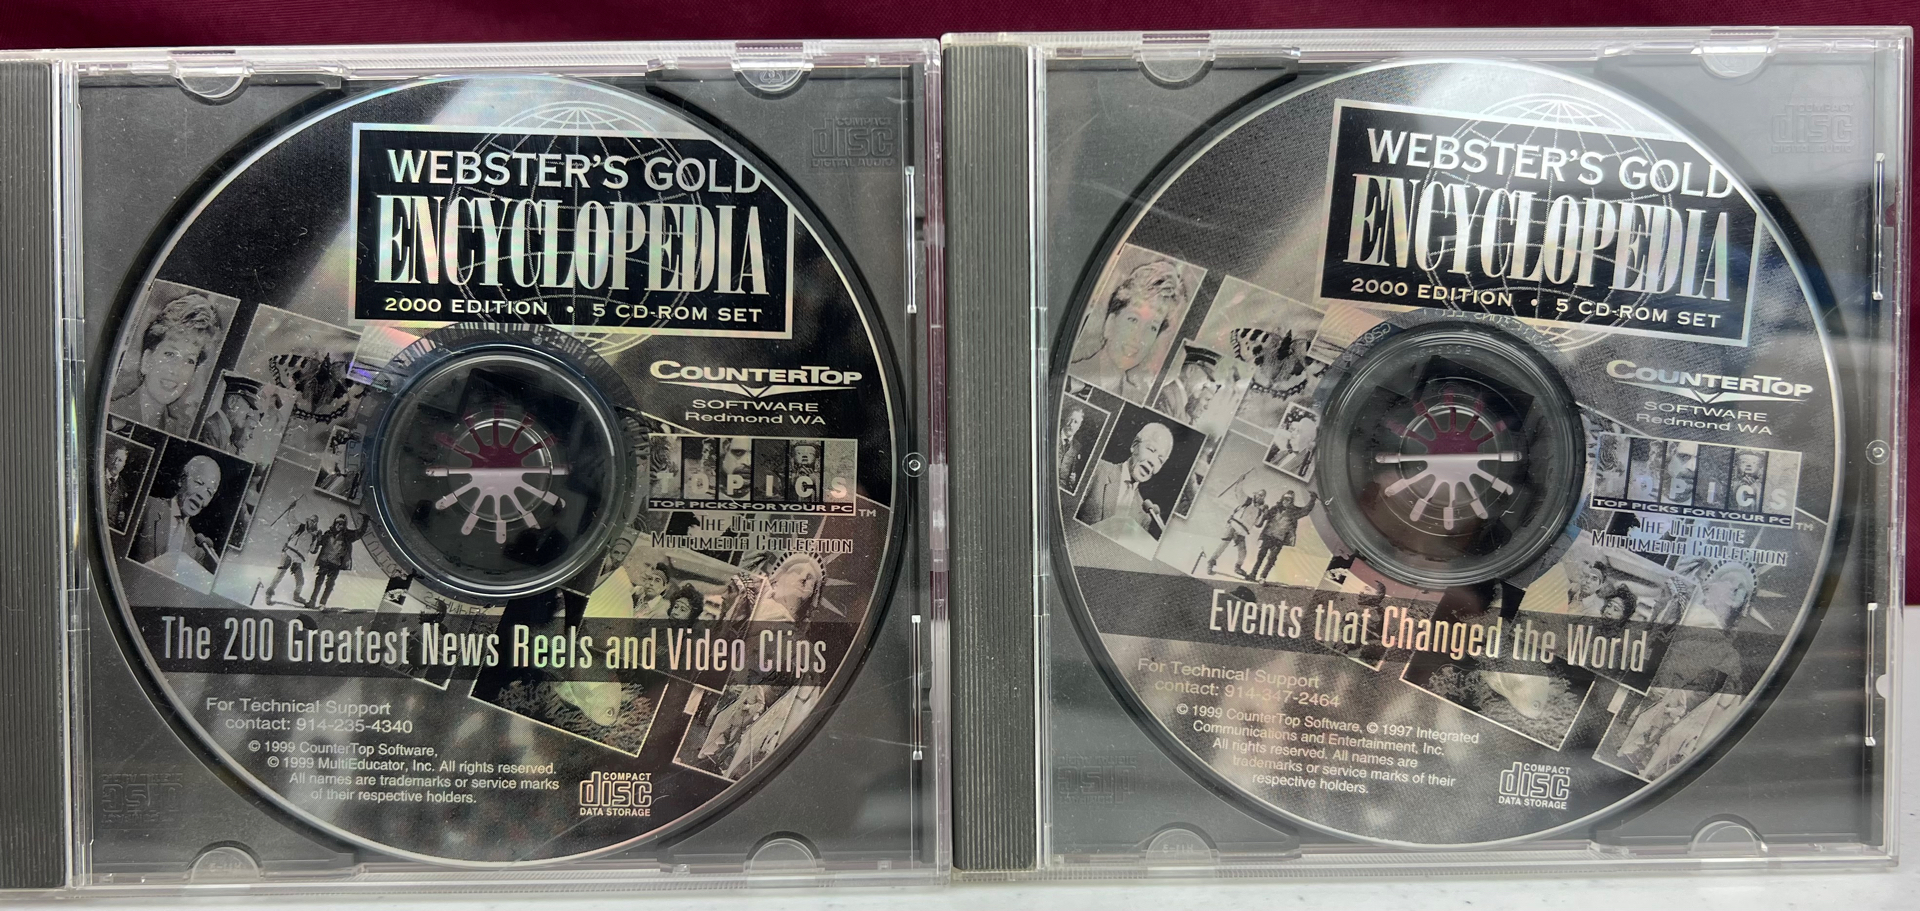 WEBSTER'S GOLD
ENCYCLOPEDIA
2000 EDITION • 5 CD-ROM SET
COUNTERTOP
SOFTWARE
Redmond WA
TOPICS
TOP PICKS FOR YOUR PC™
THE ULTIMATE
MULTIMEDIA COLLECTION
The 200 Greatest News Reels and Video Clips
For Technical Support
contact: 914-235-4340
© 1999 CounterTop Software,
© 1999 MultiEducator, Inc. All rights reserved.
All names are trademarks or service marks
of their respective holders.
COMPACT
disc
DATA STORAGE
COMPACT
disc
DIGITAL AUDIO
WEBSTER'S GOLD
ENCYCLOPEDIA
2000 EDITION • 5 CD-ROM SET
COUNTERTOP
SOFTWARE
Redmond WA
TOPICS
TOP PICKS FOR YOUR PC™
THE ULTIMATE
MULTIMEDIA COLLECTION
Events that Changed the World
For Technical Support
contact: 914-347-2464
© 1999 CounterTop Software, © 1997 Integrated
Communications and Entertainment, Inc.
All rights reserved. All names are
trademarks or service marks of their
respective holders.
COMPACT
disc
DATA STORAGE
COMPACT
disc
DIGITAL AUDIO